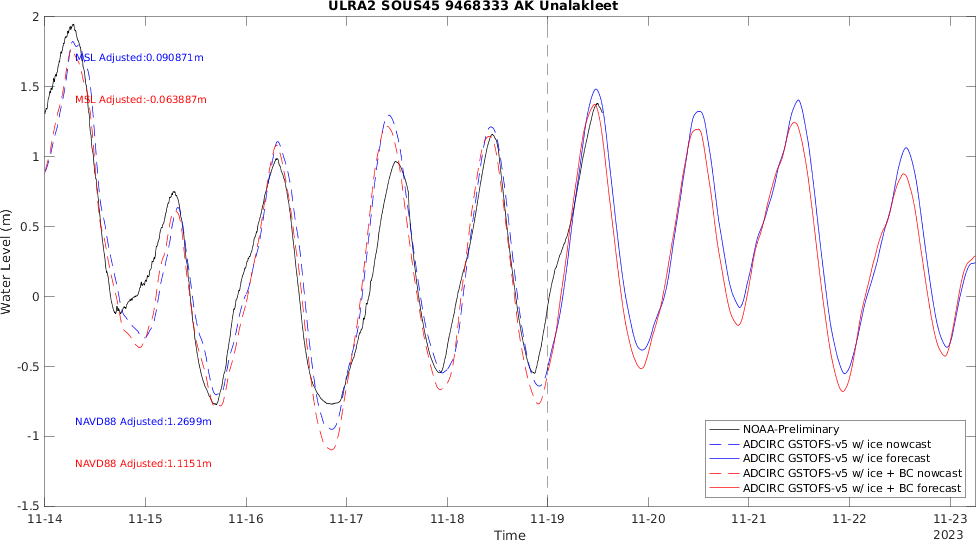 ULRA2 SOUS45 9468333 AK Unalakleet
2
1.5
1
0.5
0
-0.5
-1
-1.5
Water Level (m)
MSL Adjusted:0.090871m
MSL Adjusted:-0.063887m
NAVD88 Adjusted:1.2699m
NAVD88 Adjusted:1.1151m
NOAA-Preliminary
ADCIRC GSTOFS-v5 w/ ice nowcast
ADCIRC GSTOFS-v5 w/ ice forecast
ADCIRC GSTOFS-v5 w/ ice + BC nowcast
ADCIRC GSTOFS-v5 w/ ice + BC forecast
11-14 11-15 11-16 11-17 11-18 11-19 11-20 11-21 11-22 11-23
2023
Time